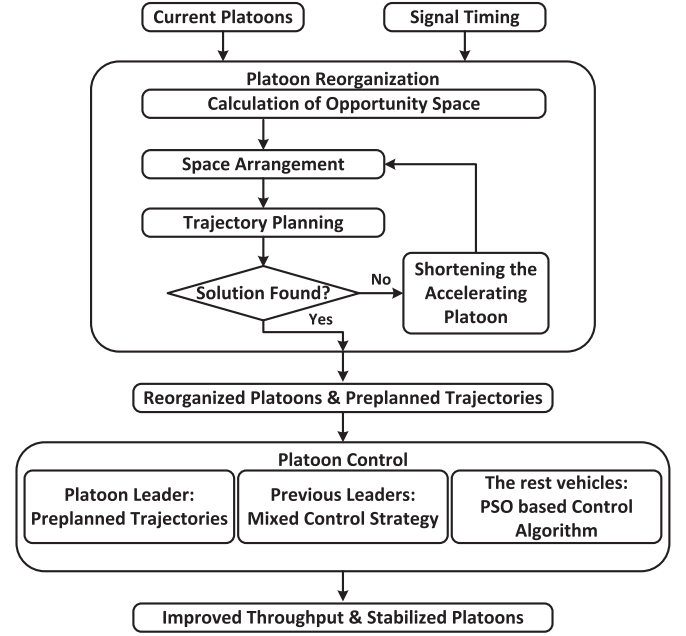 Current Platoons
Signal Timing
Platoon Reorganization
Calculation of Opportunity Space
Space Arrangement
Trajectory Planning
Solution Found?
No
Yes
Shortening the
Accelerating
Platoon
Reorganized Platoons & Preplanned Trajectories
Platoon Control
Platoon Leader:
Preplanned Trajectories
Previous Leaders:
Mixed Control Strategy
The rest vehicles:
PSO based Control
Algorithm
Improved Throughput & Stabilized Platoons